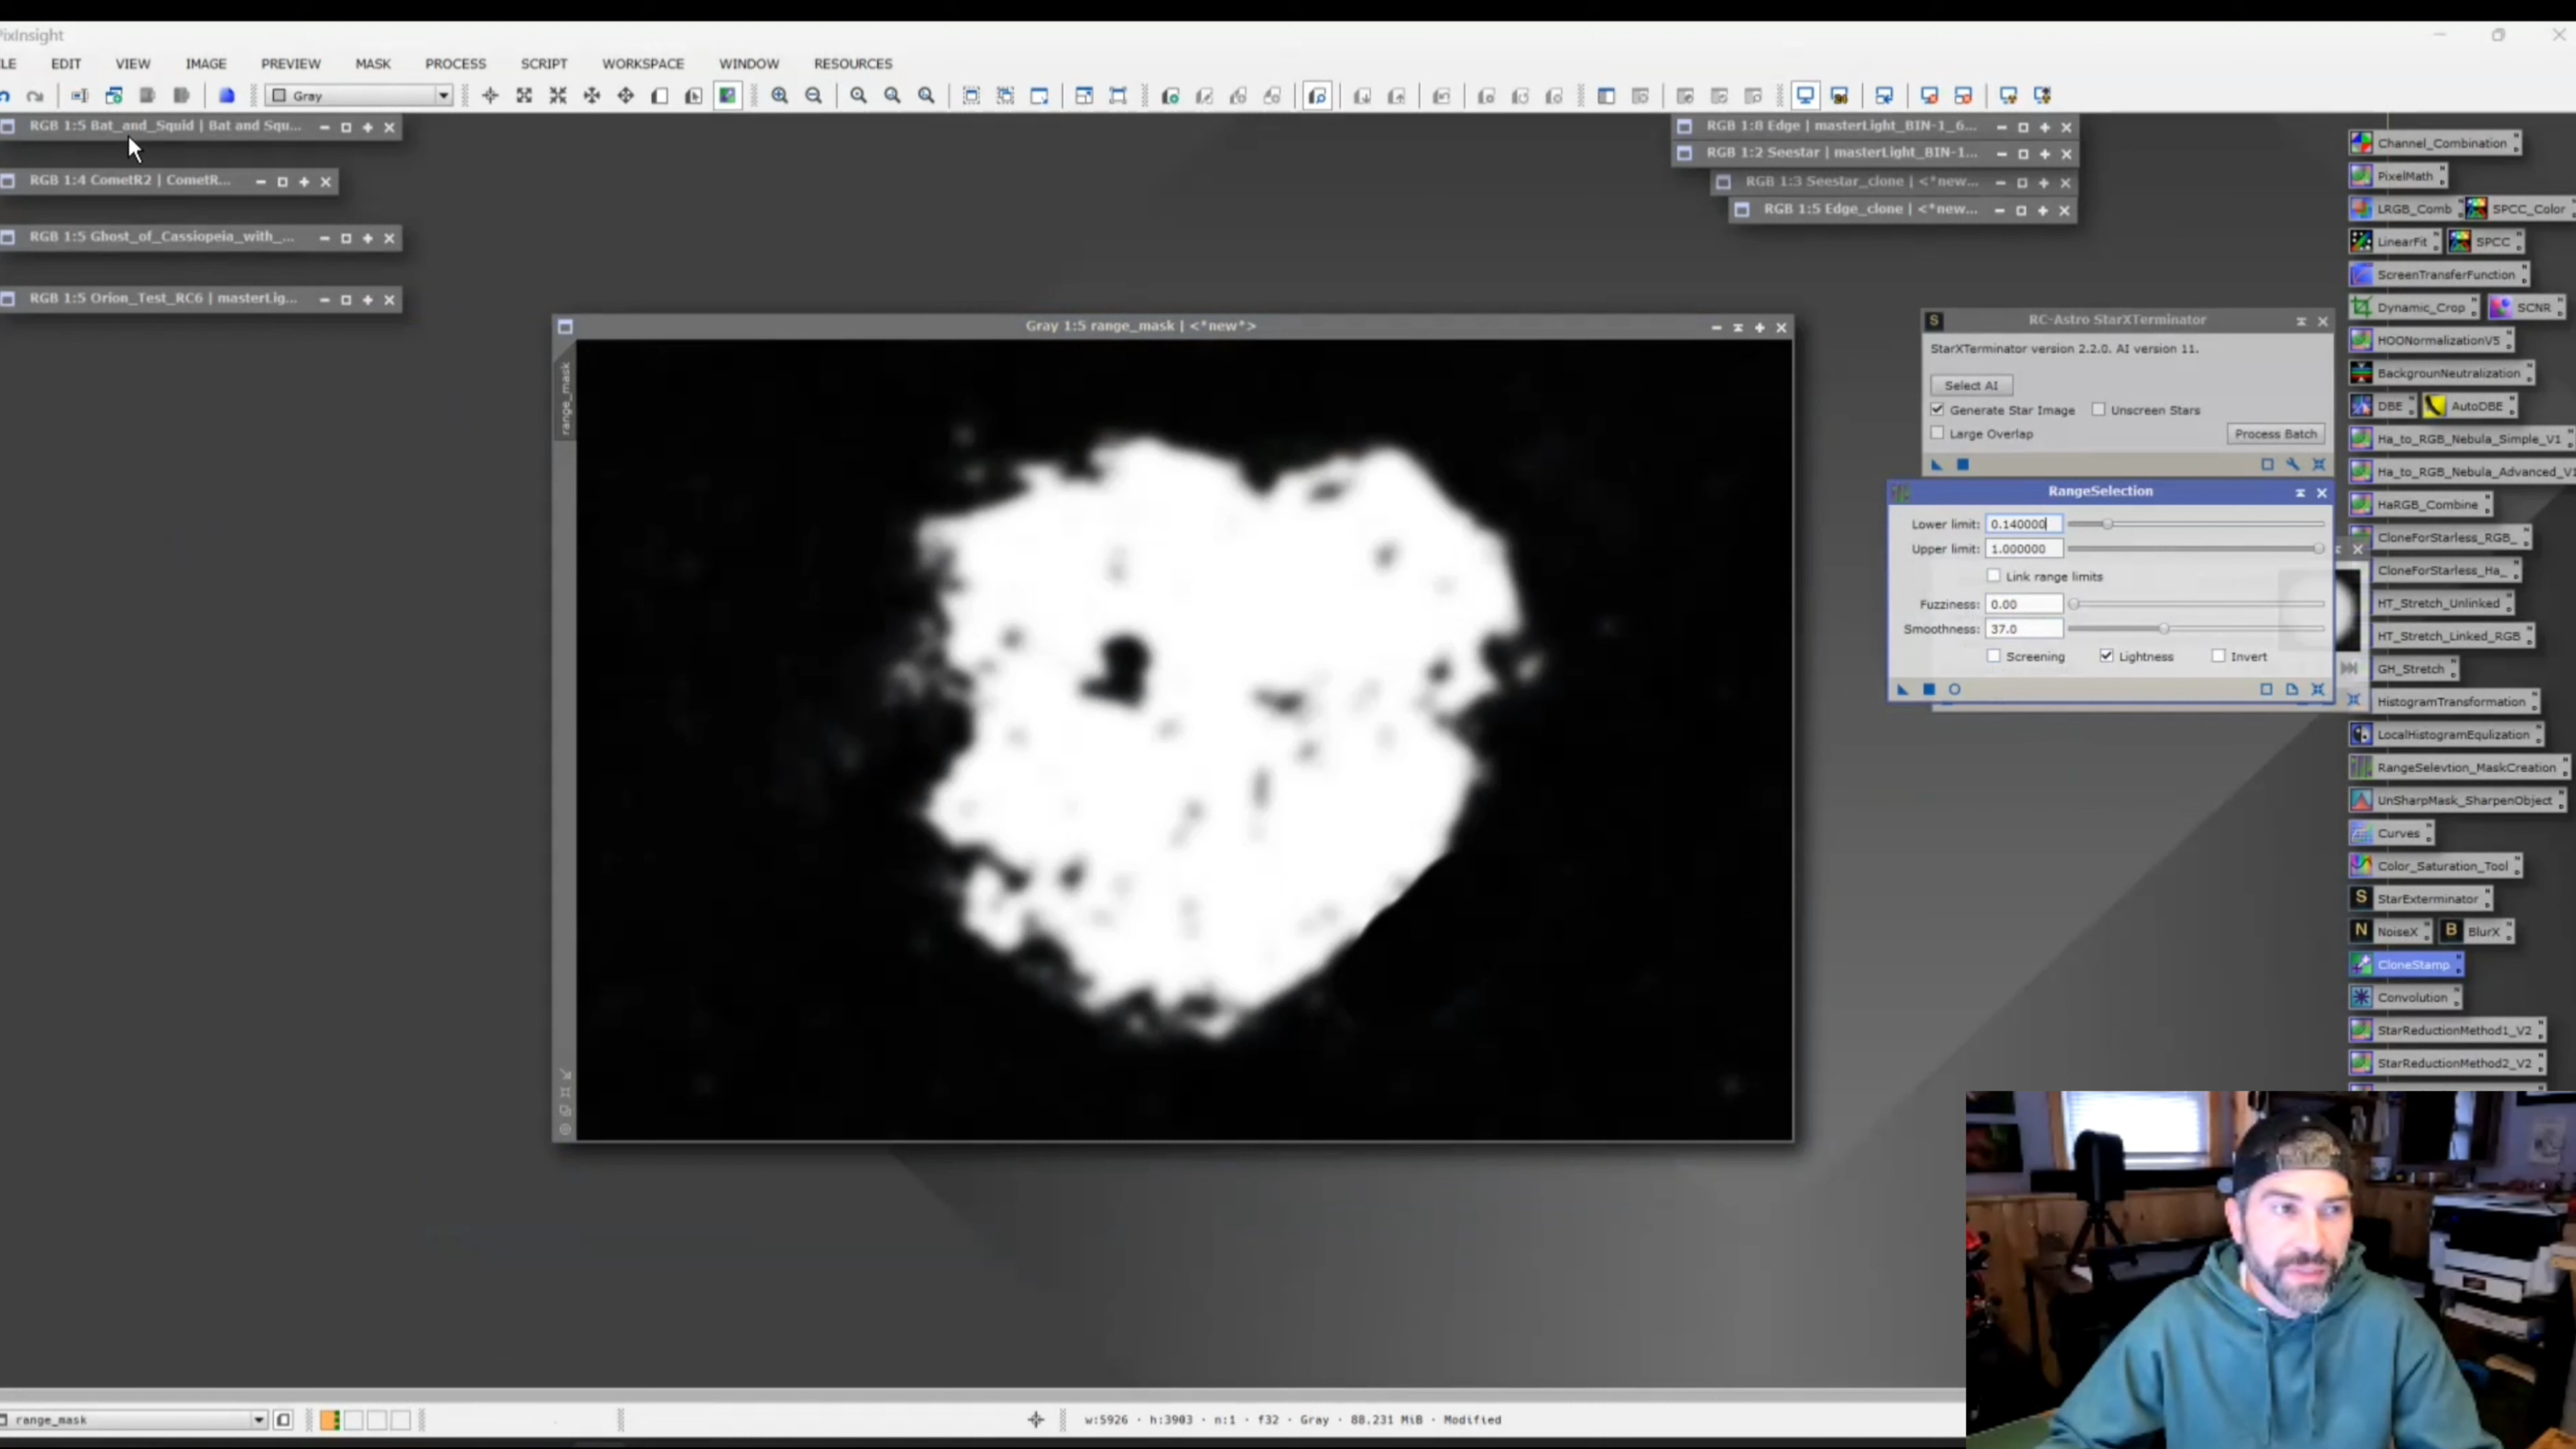 PixInsight
LE EDIT VIEW IMAGE PREVIEW MASK PROCESS SCRIPT WORKSPACE WINDOW RESOURCES
Gray
RGB 1:5 Bat_and_Squid | Bat and Squ...
RGB 1:4 CometR2 | CometR...
RGB 1:5 Ghost_of_Cassiopeia_with_...
RGB 1:5 Orion_Test_RC6 | masterLig...
RGB 1:8 Edge | masterLight_BIN-1_6...
RGB 1:2 Seestar | masterLight_BIN-1...
RGB 1:3 Seestar_clone | <*new...
RGB 1:5 Edge_clone | <*new...
Gray 1:5 range_mask | <*new*>
range_mask
RC-Astro StarXTerminator
StarXTerminator version 2.2.0. AI version 11.
Select AI
Generate Star Image Unscreen Stars
Large Overlap Process Batch
RangeSelection
Lower limit: 0.140000
Upper limit: 1.000000
Link range limits
Fuzziness: 0.00
Smoothness: 37.0
Screening Lightness Invert
Channel_Combination
PixelMath
LRGB_Comb SPCC_Color
LinearFit SPCC
ScreenTransferFunction
Dynamic_Crop SCNR
HOONormalizationV5
BackgrounNeutralization
DBE AutoDBE
Ha_to_RGB_Nebula_Simple_V1
Ha_to_RGB_Nebula_Advanced_V1
HaRGB_Combine
CloneForStarless_RGB_
CloneForStarless_Ha_
HT_Stretch_Unlinked
HT_Stretch_Linked_RGB
GH_Stretch
HistogramTransformation
LocalHistogramEqulization
RangeSelevtion_MaskCreation
UnSharpMask_SharpenObject
Curves
Color_Saturation_Tool
S StarExterminator
N NoiseX B BlurX
CloneStamp
Convolution
StarReductionMethod1_V2
StarReductionMethod2_V2
range_mask
w:5926 · h:3903 · n:1 · f32 · Gray · 88.231 MiB · Modified